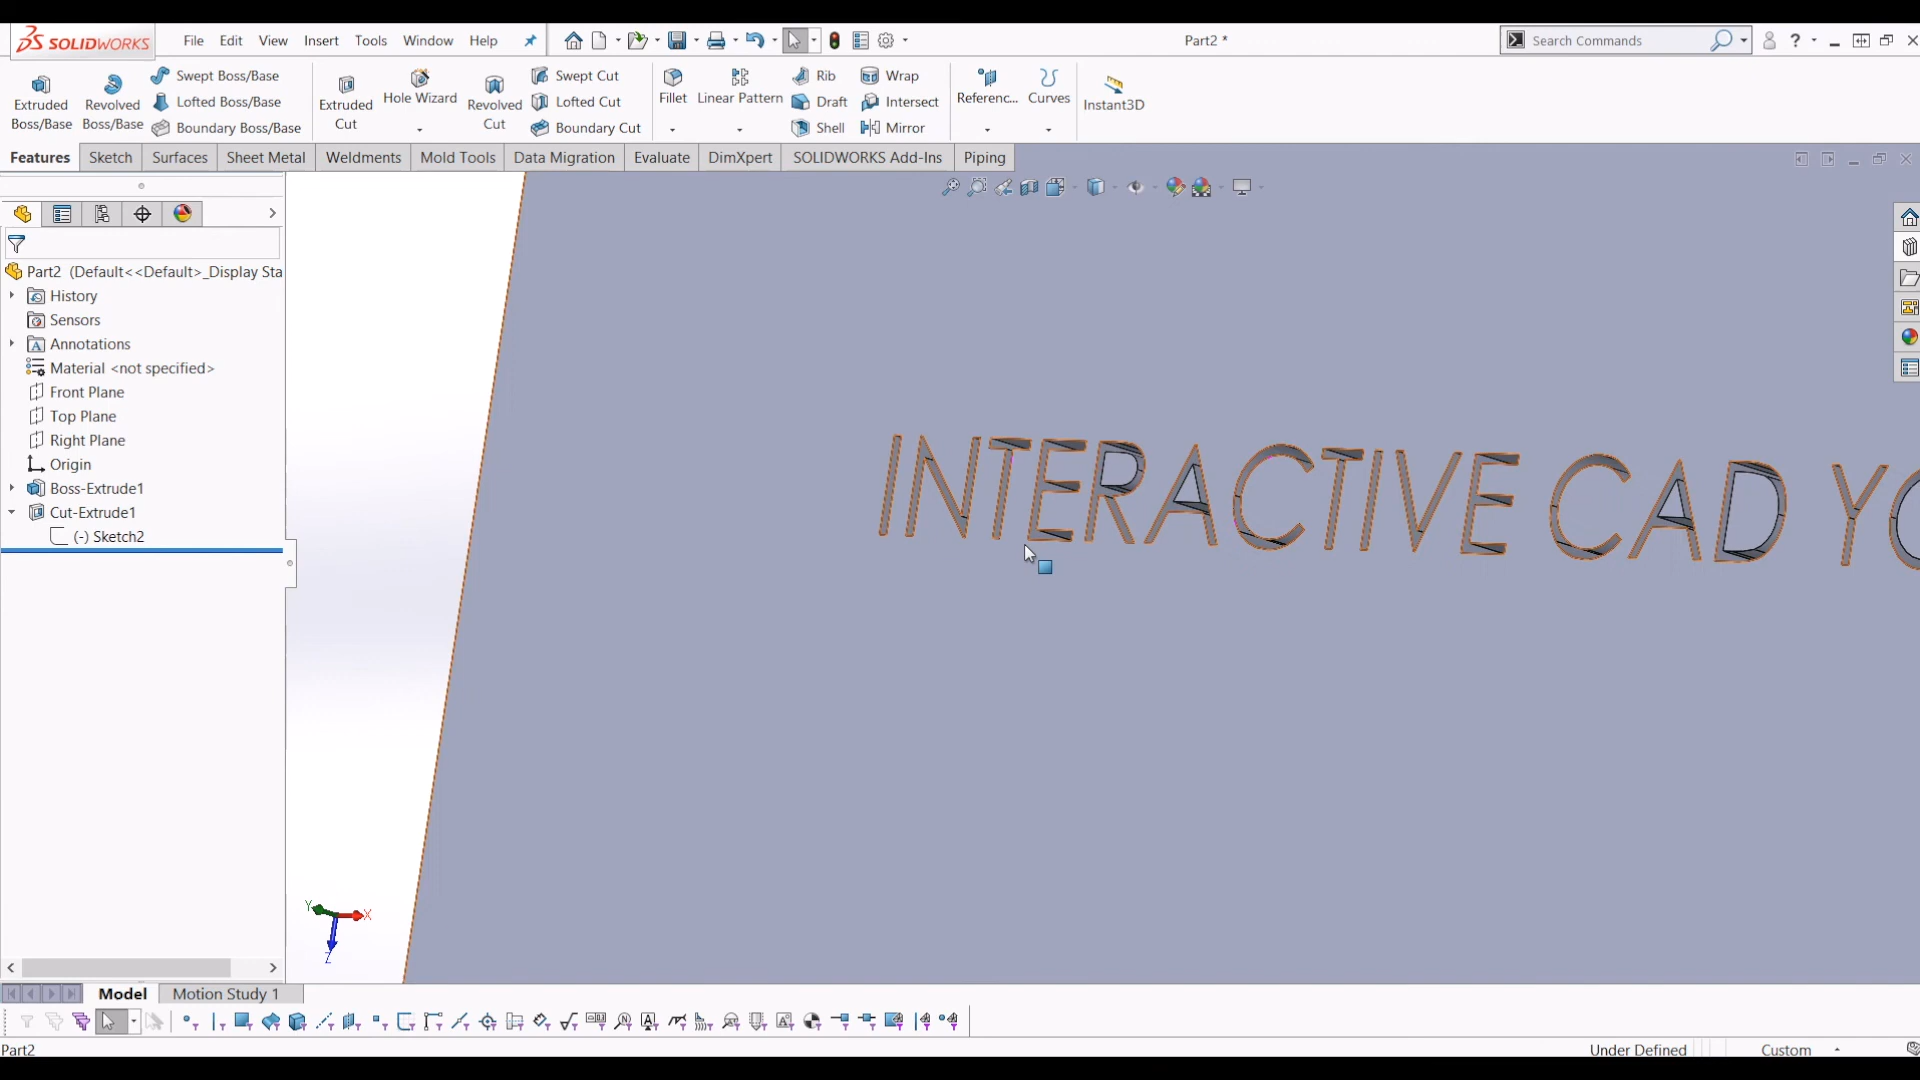 SOLIDWORKS File Edit View Insert Tools Window Help Part2 * Search Commands
Extruded Boss/Base Revolved Boss/Base Swept Boss/Base Lofted Boss/Base Boundary Boss/Base
Extruded Cut Hole Wizard Revolved Cut Swept Cut Lofted Cut Boundary Cut
Fillet Linear Pattern Rib Draft Shell Wrap Intersect Mirror
Referenc... Curves Instant3D
Features Sketch Surfaces Sheet Metal Weldments Mold Tools Data Migration Evaluate DimXpert SOLIDWORKS Add-Ins Piping
Part2 (Default<<Default>_Display Sta
History
Sensors
Annotations
Material <not specified>
Front Plane
Top Plane
Right Plane
Origin
Boss-Extrude1
Cut-Extrude1
(-) Sketch2
INTERACTIVE CAD YO
Y X
Z
Model Motion Study 1
Part2 Under Defined Custom